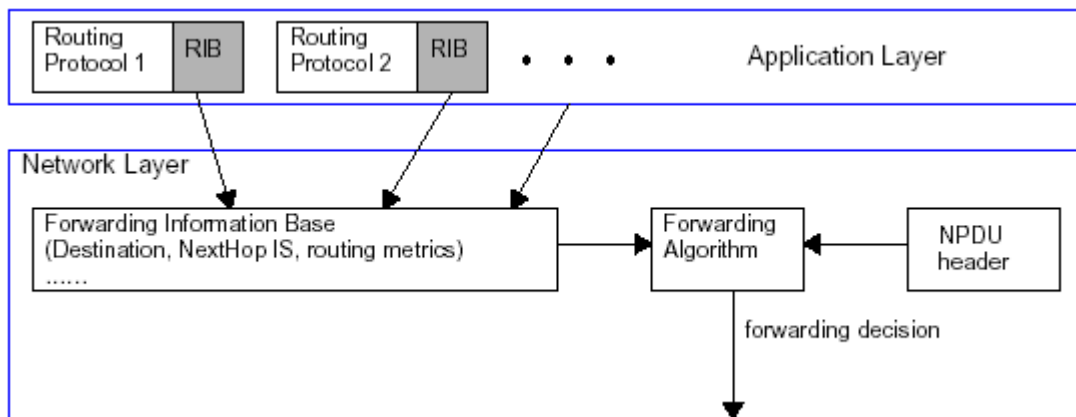 Routing
Protocol 1
RIB
Routing
Protocol 2
RIB
• • •
Application Layer
Network Layer
Forwarding Information Base
(Destination, NextHop IS, routing metrics)
......
Forwarding
Algorithm
NPDU
header
forwarding decision